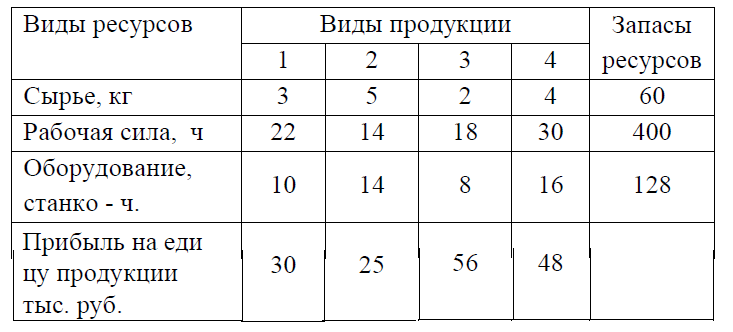 Виды ресурсов Виды продукции Запасы
1 2 3 4 ресурсов
Сырье, кг 3 5 2 4 60
Рабочая сила, ч 22 14 18 30 400
Оборудование,
станко - ч. 10 14 8 16 128
Прибыль на еди
цу продукции 30 25 56 48
тыс. руб.